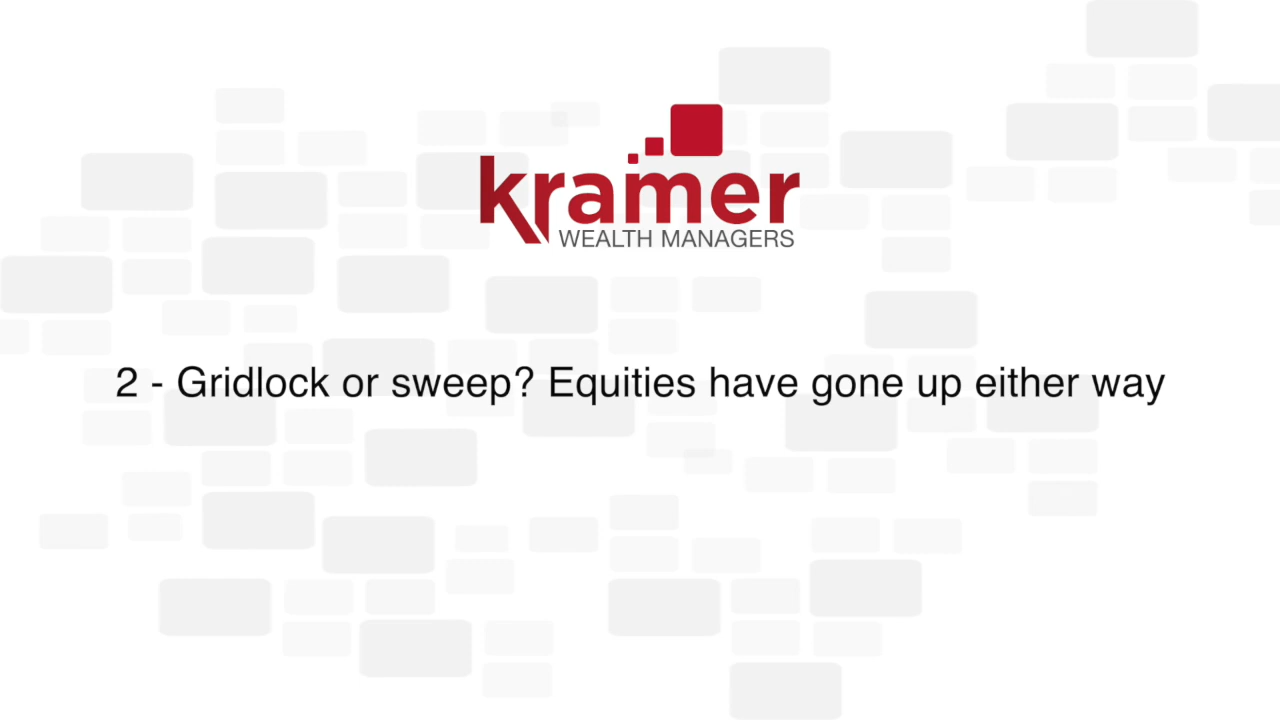 kramer
WEALTH MANAGERS
2 - Gridlock or sweep? Equities have gone up either way